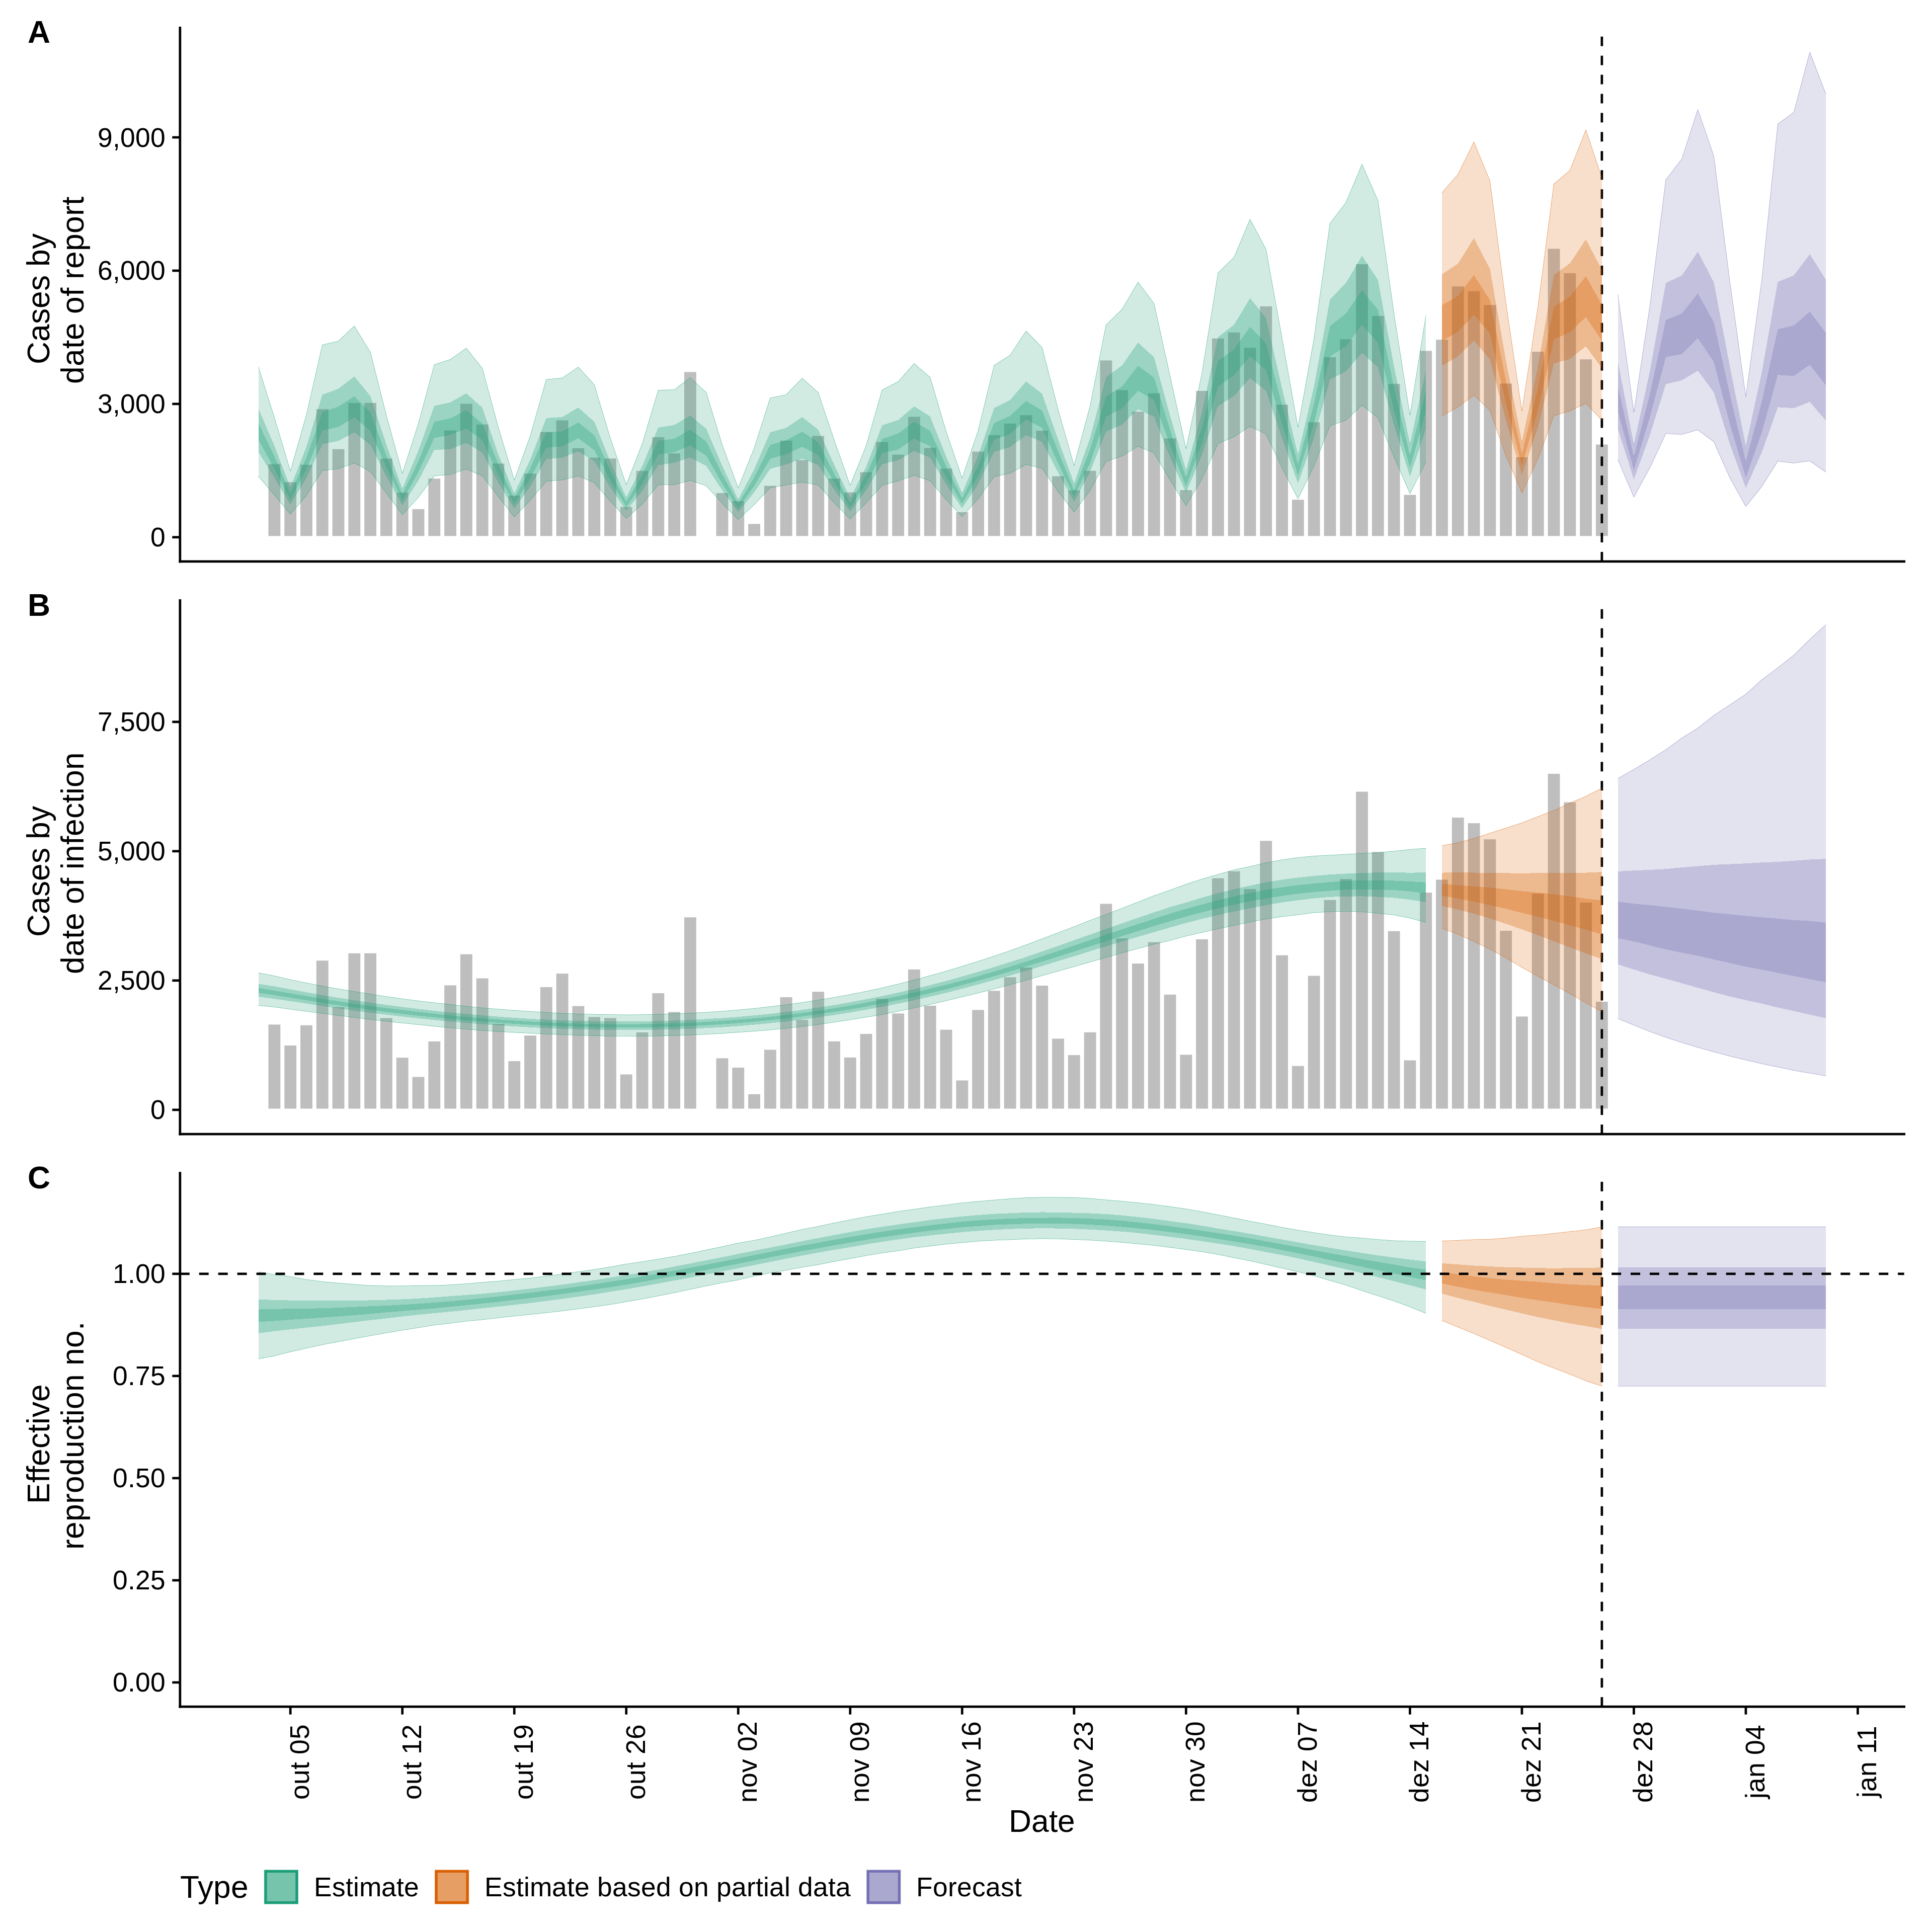 A
Cases by
date of report
9,000
6,000
3,000
0
B
Cases by
date of infection
7,500
5,000
2,500
0
C
Effective
reproduction no.
1.00
0.75
0.50
0.25
0.00
out 05
out 12
out 19
out 26
nov 02
nov 09
nov 16
nov 23
nov 30
dez 07
dez 14
dez 21
dez 28
jan 04
jan 11
Date
Type
Estimate
Estimate based on partial data
Forecast